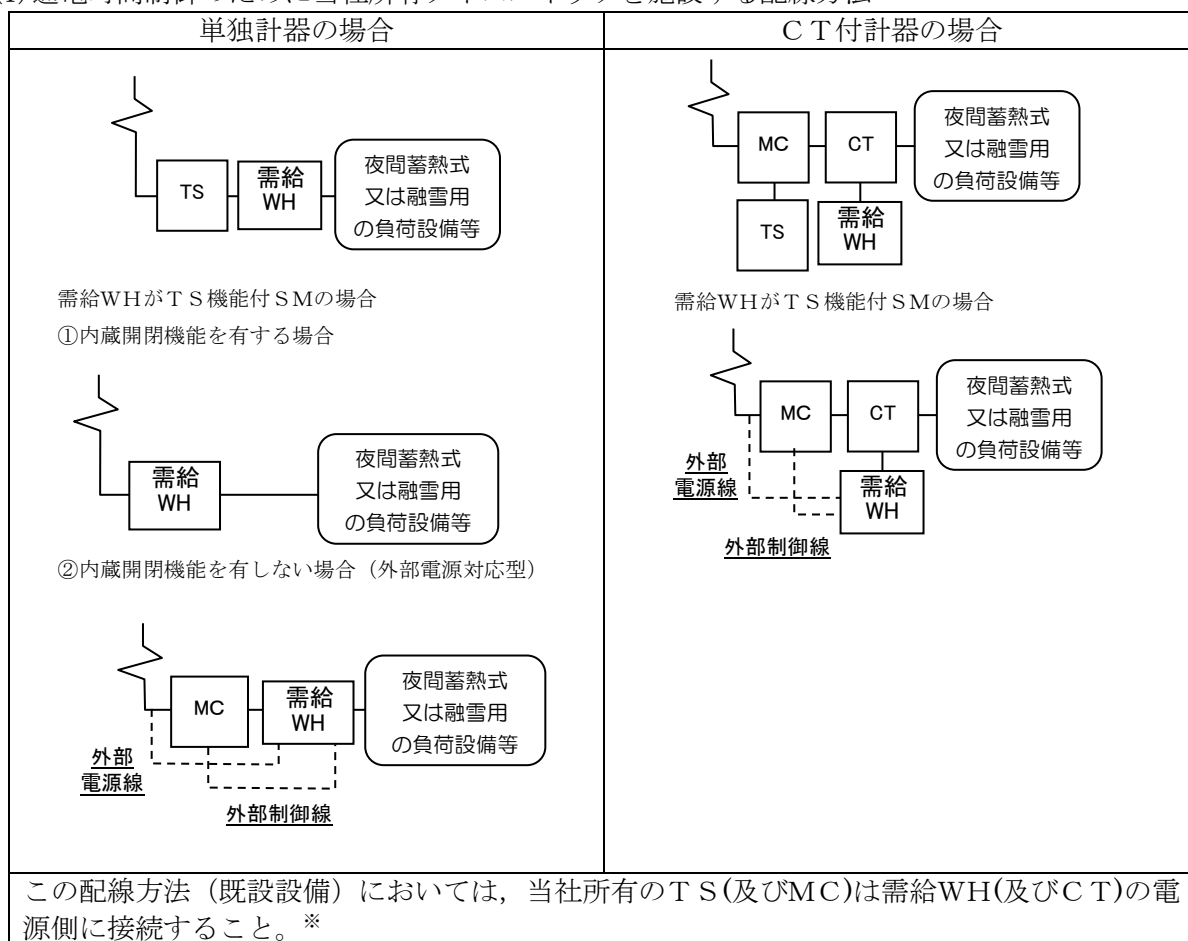 単独計器の場合
ＣＴ付計器の場合
TS
需給
WH
夜間蓄熱式
又は融雪用
の負荷設備等
需給WHがＴＳ機能付ＳＭの場合
①内蔵開閉機能を有する場合
需給
WH
夜間蓄熱式
又は融雪用
の負荷設備等
②内蔵開閉機能を有しない場合（外部電源対応型）
MC
需給
WH
夜間蓄熱式
又は融雪用
の負荷設備等
外部
電源線
外部制御線
MC
CT
夜間蓄熱式
又は融雪用
の負荷設備等
TS
需給
WH
需給WHがＴＳ機能付ＳＭの場合
MC
CT
夜間蓄熱式
又は融雪用
の負荷設備等
外部
電源線
需給
WH
外部制御線
この配線方法（既設設備）においては，当社所有のＴＳ(及びMC)は需給WH(及びＣＴ)の電
源側に接続すること。※